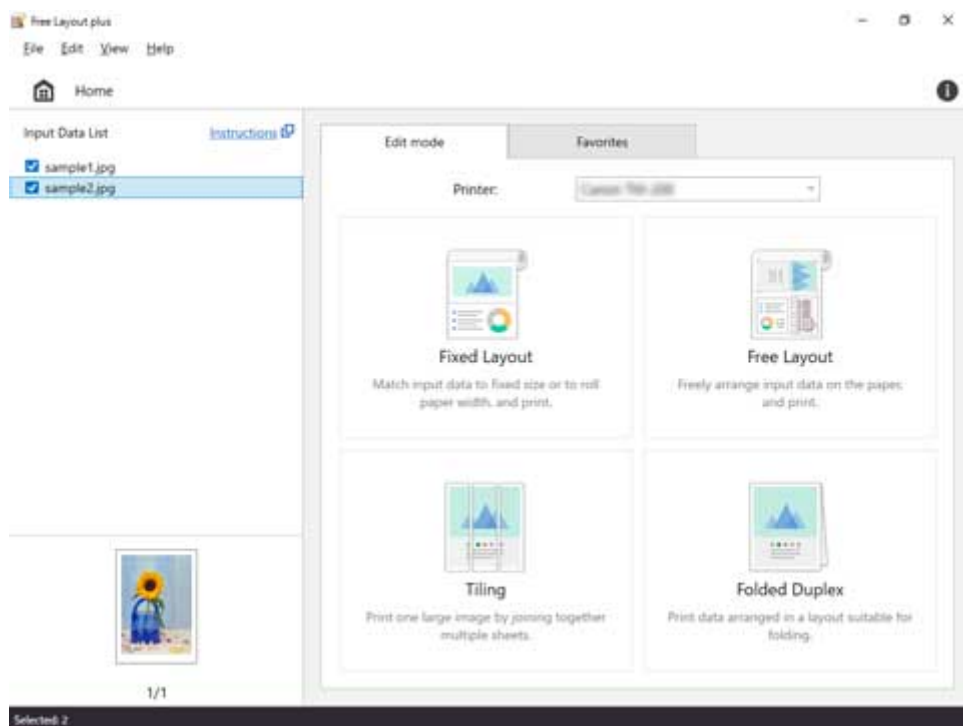 Free Layout plus
File Edit View Help
Home
Input Data List Instructions
Edit mode Favorites
sample1.jpg
sample2.jpg
Printer:
Fixed Layout
Match input data to fixed size or to roll
paper width, and print.
Free Layout
Freely arrange input data on the paper,
and print.
Tiling
Print one large image by joining together
multiple sheets.
Folded Duplex
Print data arranged in a layout suitable for
folding.
1/1
Selected: 2